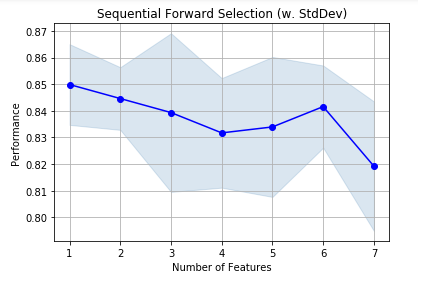 Sequential Forward Selection (w. StdDev)
0.87
0.86
0.85
0.84
0.83
0.82
0.81
0.80
Performance
1 2 3 4 5 6 7
Number of Features